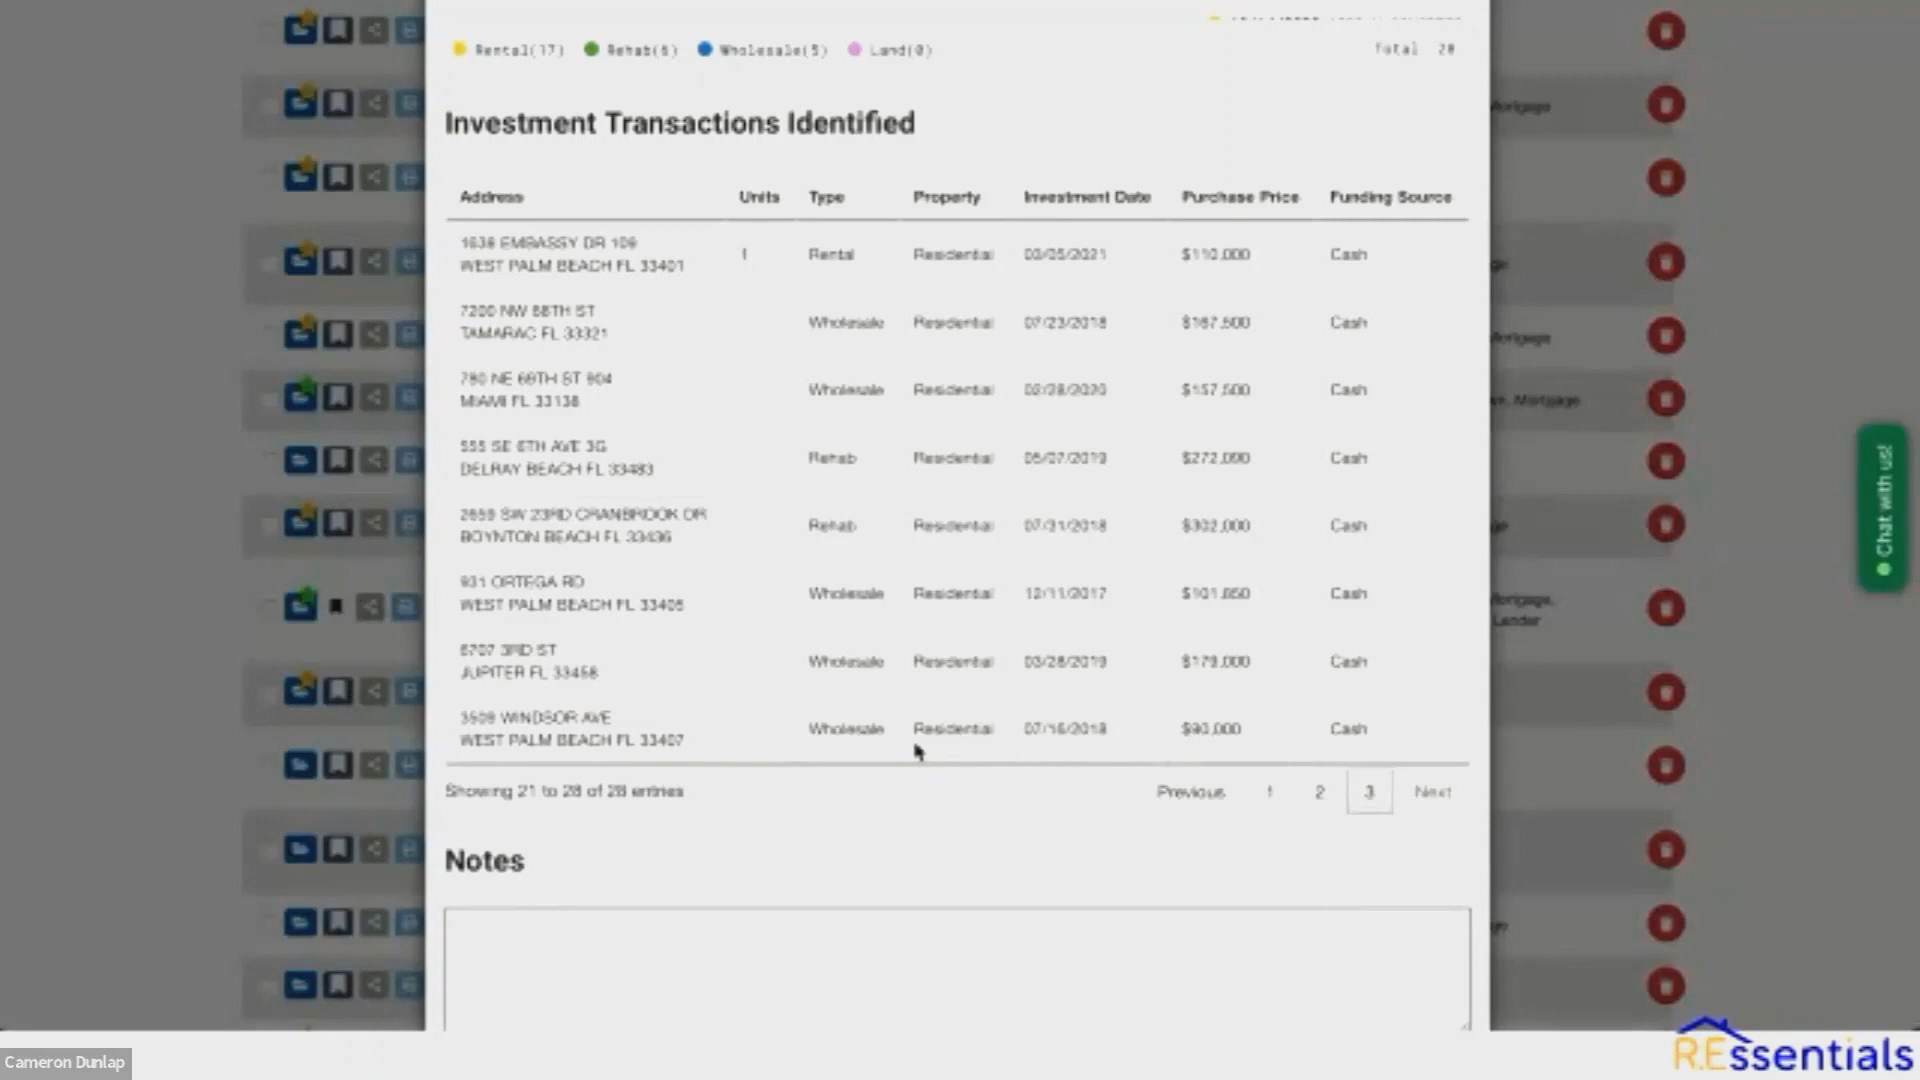 Rental(17) Rehab(6) Wholesale(5) Land(0) Total 28
Investment Transactions Identified
Address Units Type Property Investment Date Purchase Price Funding Source
1638 EMBASSY DR 109
WEST PALM BEACH FL 33401
1 Rental Residential 03/05/2021 $110,000 Cash
7200 NW 88TH ST
TAMARAC FL 33321
Wholesale Residential 07/23/2018 $167,500 Cash
780 NE 69TH ST 904
MIAMI FL 33138
Wholesale Residential 02/28/2020 $157,500 Cash
555 SE 6TH AVE 3G
DELRAY BEACH FL 33483
Rehab Residential $272,000 Cash
SW 23RD CRANBROOK DR
BOYNTON BEACH FL 33436
Rehab Residential 07/31/2018 $302,000 Cash
931 ORTEGA RD
WEST PALM BEACH FL 33405
Wholesale Residential 12/11/2017 Cash
6707 3RD ST
JUPITER FL 33458
Wholesale Residential 03/28/2019 $179,000 Cash
3509 WINDSOR AVE
WEST PALM BEACH FL 33407
Wholesale Residential 07/16/2018 $90,000 Cash
Showing 21 to 28 of 28 entries
Previous 1 2 3 Next
Notes
Mortgage
Mortgage
Mortgage
Mortgage,
Lender
Chat with us!
Cameron Dunlap
R.Essentials